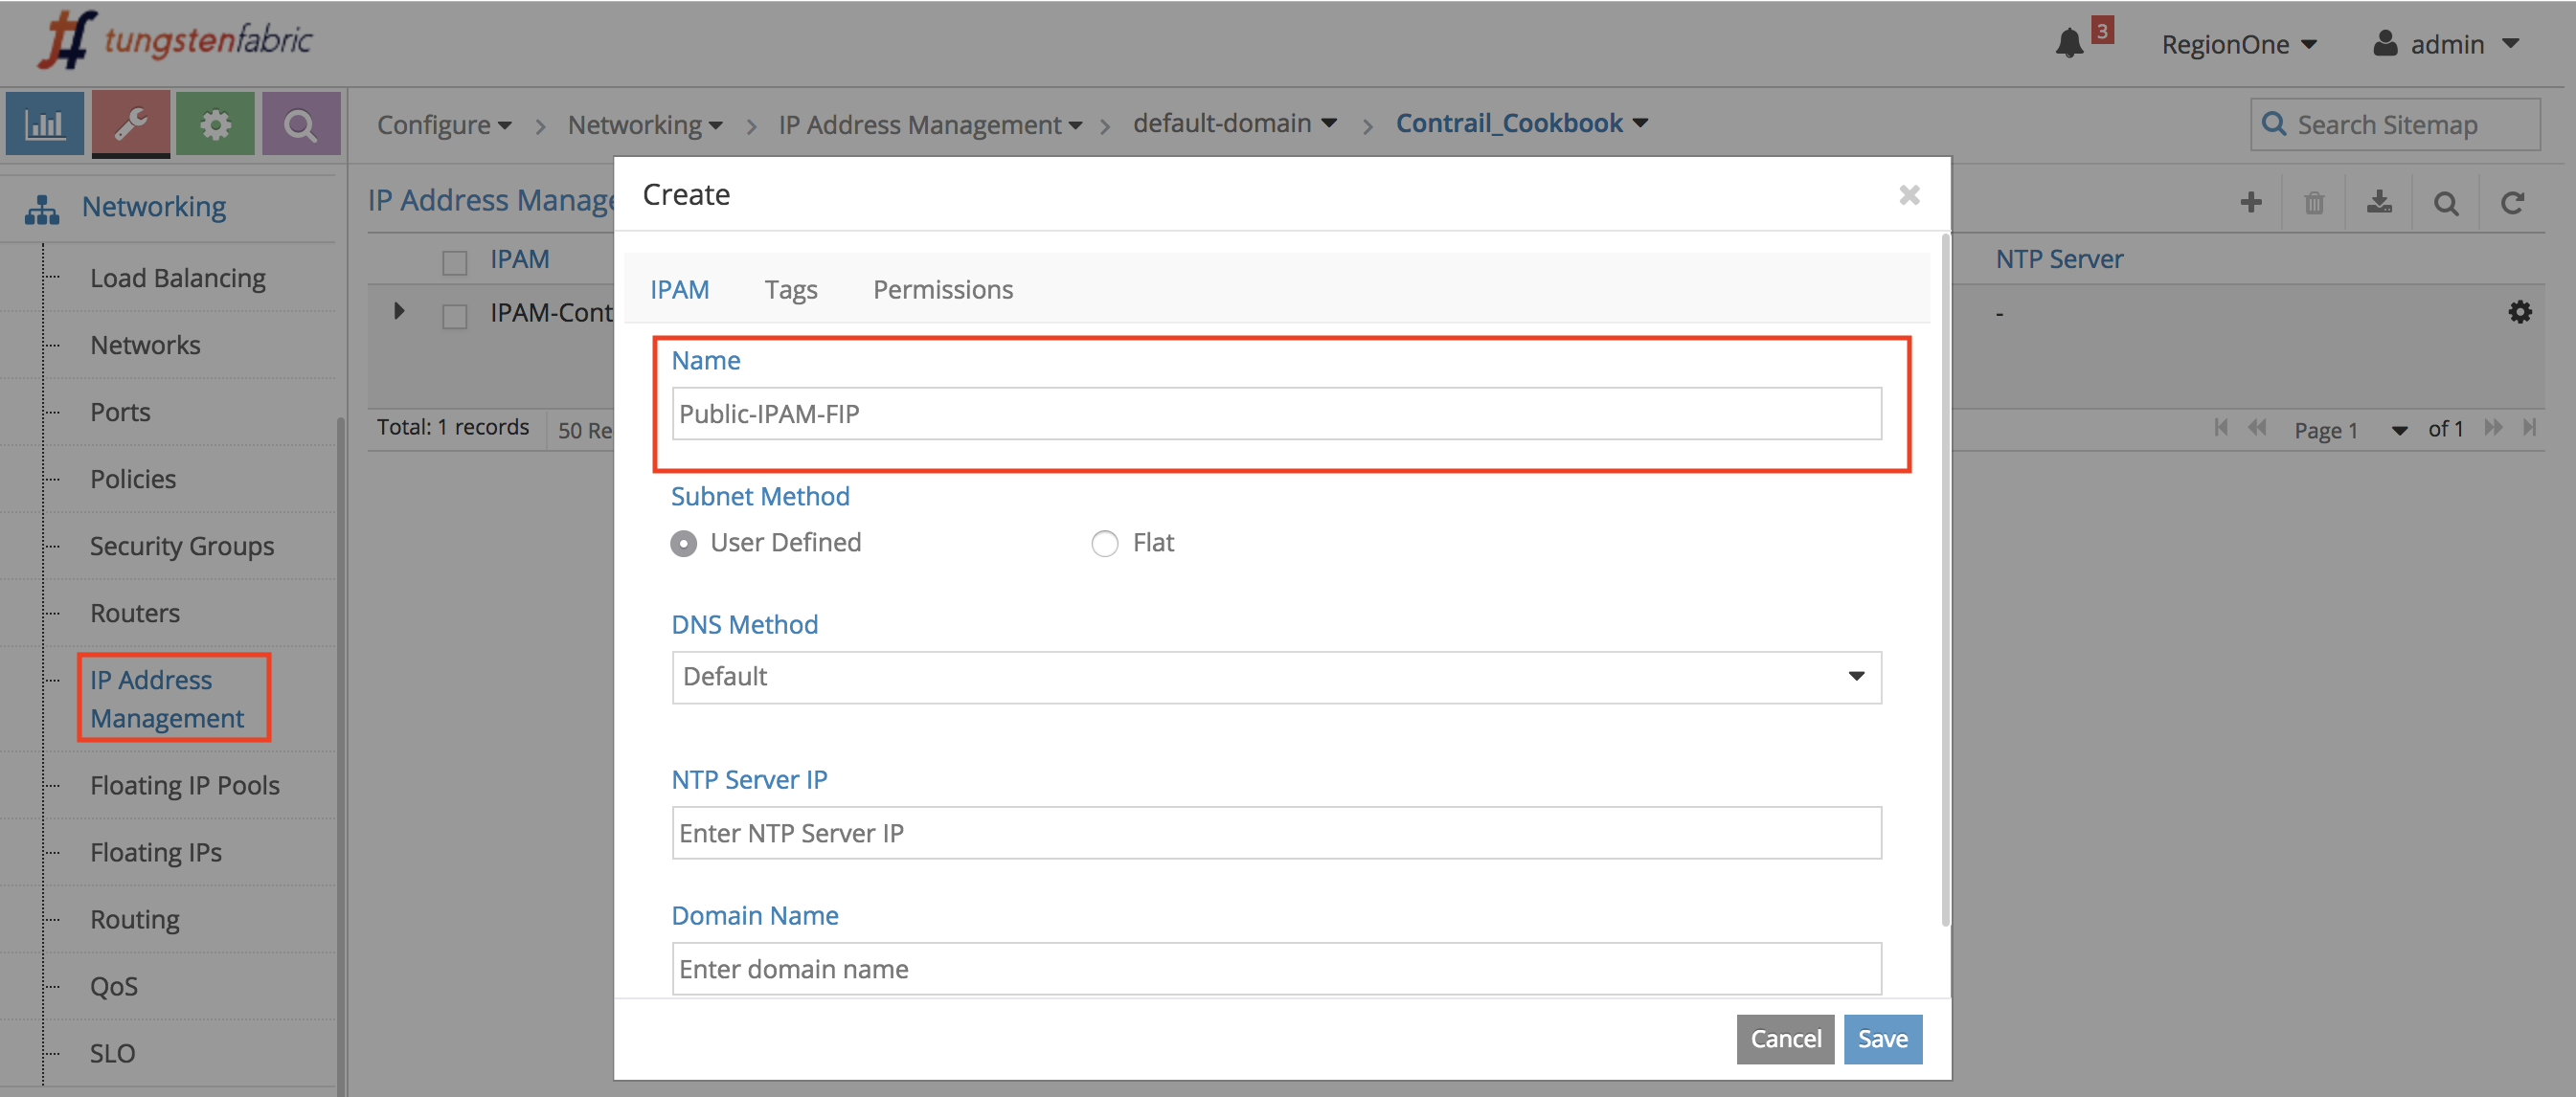 tungstenfabric
3
RegionOne
admin
Configure
Networking
IP Address Management
default-domain
Contrail_Cookbook
Search Sitemap
Networking
Load Balancing
Networks
Ports
Policies
Security Groups
Routers
IP Address
Management
Floating IP Pools
Floating IPs
Routing
QoS
SLO
IP Address Manage
IPAM
NTP Server
IPAM-Cont
-
Total: 1 records
50 Re
Page 1
of 1
Create
IPAM
Tags
Permissions
Name
Public-IPAM-FIP
Subnet Method
User Defined
Flat
DNS Method
Default
NTP Server IP
Enter NTP Server IP
Domain Name
Enter domain name
Cancel
Save